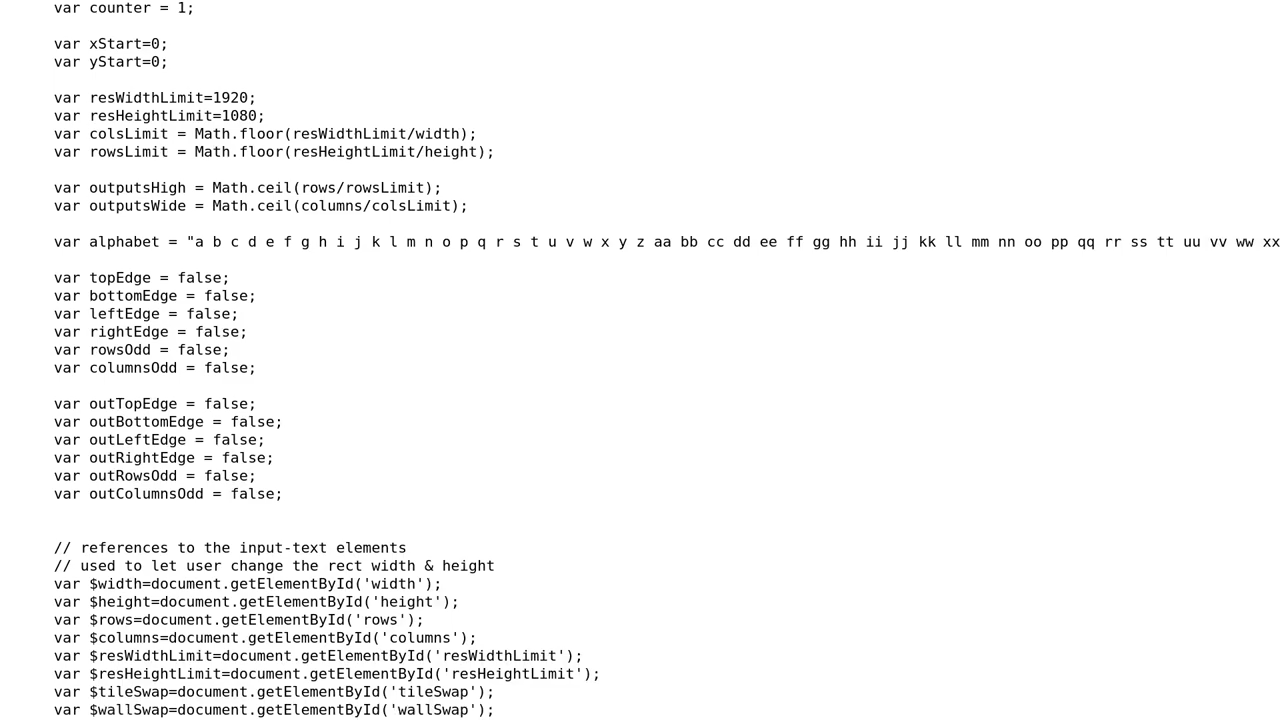 var counter = 1;
var xStart=0;
var yStart=0;
var resWidthLimit=1920;
var resHeightLimit=1080;
var colsLimit = Math.floor(resWidthLimit/width);
var rowsLimit = Math.floor(resHeightLimit/height);
var outputsHigh = Math.ceil(rows/rowsLimit);
var outputsWide = Math.ceil(columns/colsLimit);
var alphabet = "a b c d e f g h i j k l m n o p q r s t u v w x y z aa bb cc dd ee ff gg hh ii jj kk ll mm nn oo pp qq rr ss tt uu vv ww xx
var topEdge = false;
var bottomEdge = false;
var leftEdge = false;
var rightEdge = false;
var rowsOdd = false;
var columnsOdd = false;
var outTopEdge = false;
var outBottomEdge = false;
var outLeftEdge = false;
var outRightEdge = false;
var outRowsOdd = false;
var outColumnsOdd = false;
// references to the input-text elements
// used to let user change the rect width & height
var $width=document.getElementById('width');
var $height=document.getElementById('height');
var $rows=document.getElementById('rows');
var $columns=document.getElementById('columns');
var $resWidthLimit=document.getElementById('resWidthLimit');
var $resHeightLimit=document.getElementById('resHeightLimit');
var $tileSwap=document.getElementById('tileSwap');
var $wallSwap=document.getElementById('wallSwap');